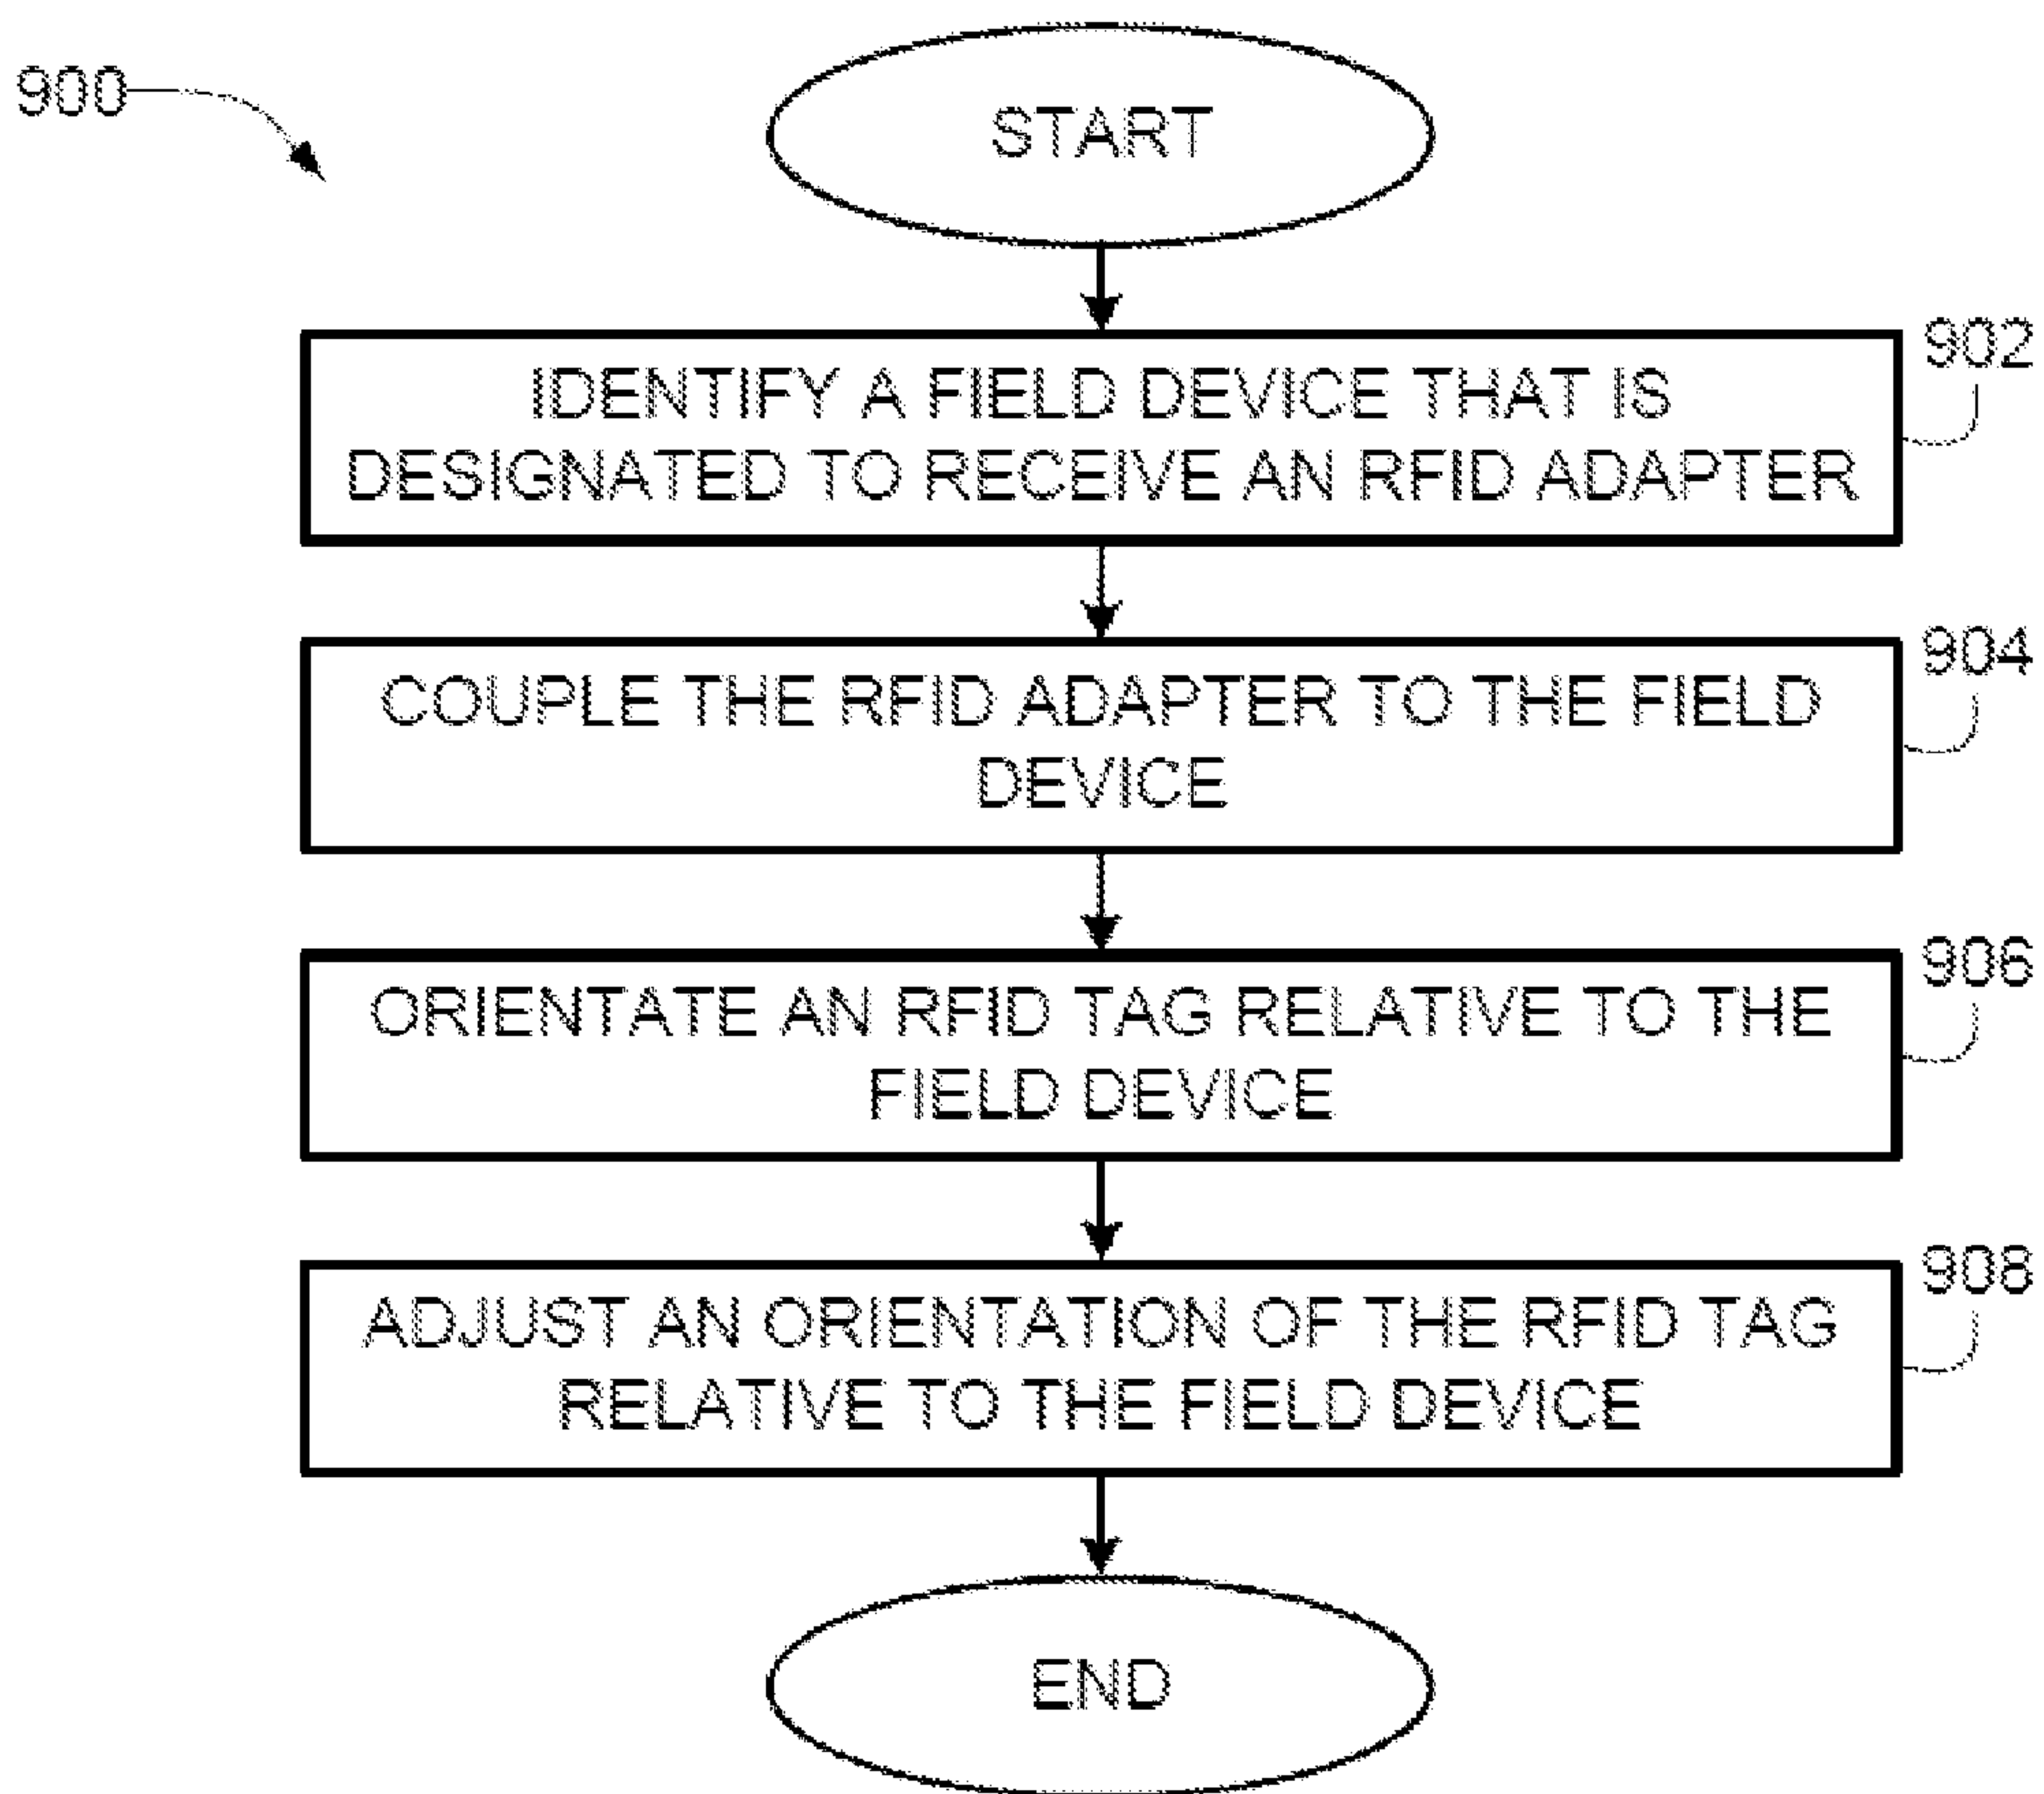 900
START
902
IDENTIFY A FIELD DEVICE THAT IS
DESIGNATED TO RECEIVE AN RFID ADAPTER
904
COUPLE THE RFID ADAPTER TO THE FIELD
DEVICE
906
ORIENTATE AN RFID TAG RELATIVE TO THE
FIELD DEVICE
908
ADJUST AN ORIENTATION OF THE RFID TAG
RELATIVE TO THE FIELD DEVICE
END